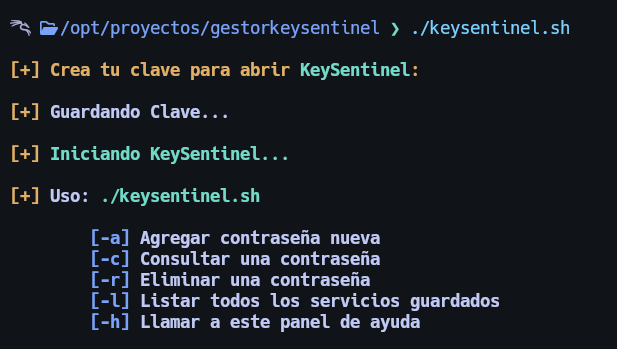 /opt/proyectos/gestorkeysentinel ❯ ./keysentinel.sh
[+] Crea tu clave para abrir KeySentinel:
[+] Guardando Clave...
[+] Iniciando KeySentinel...
[+] Uso: ./keysentinel.sh
[-a] Agregar contraseña nueva
[-c] Consultar una contraseña
[-r] Eliminar una contraseña
[-l] Listar todos los servicios guardados
[-h] Llamar a este panel de ayuda